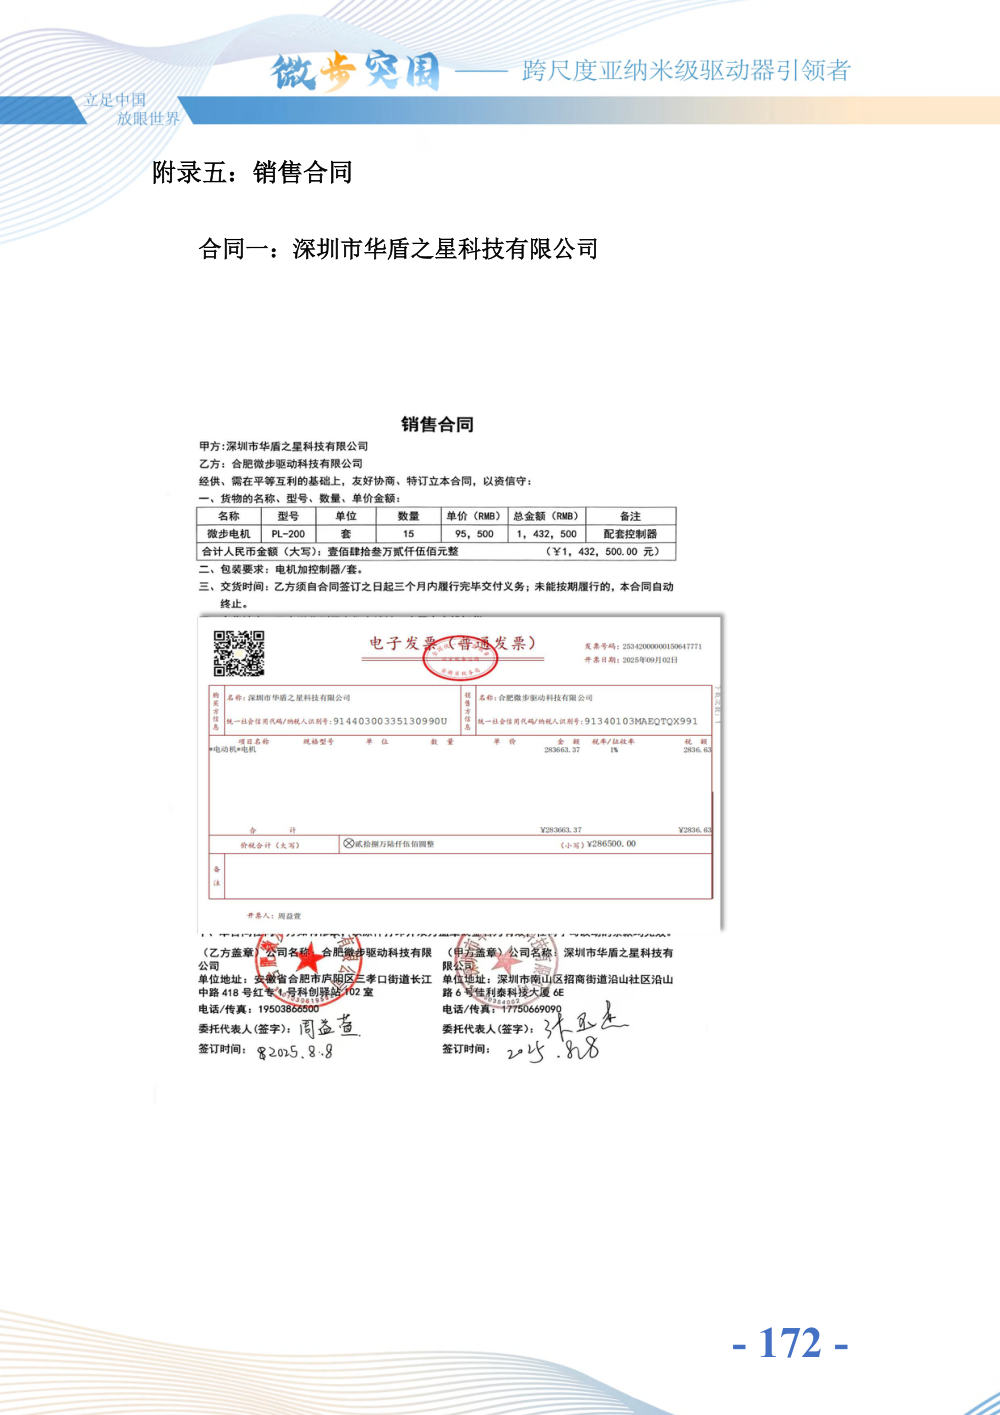 微步突围 —— 跨尺度亚纳米级驱动器引领者
立足中国
放眼世界
附录五：销售合同
合同一：深圳市华盾之星科技有限公司
销售合同
甲方:深圳市华盾之星科技有限公司
乙方：合肥微步驱动科技有限公司
经供、需在平等互利的基础上，友好协商、特订立本合同，以资信守：
一、货物的名称、型号、数量、单价金额：
名称 型号 单位 数量 单价（RMB） 总金额（RMB） 备注
微步电机 PL-200 套 15 95，500 1，432，500 配套控制器
合计人民币金额（大写）：壹佰肆拾叁万贰仟伍佰元整 （¥1，432，500.00 元）
二、包装要求：电机加控制器/套。
三、交货时间：乙方须自合同签订之日起三个月内履行完毕交付义务；未能按期履行的，本合同自动
终止。
电子发票（普通发票）
发票号码：25342000000150647771
开票日期：2025年09月02日
购买方信息
名称：深圳市华盾之星科技有限公司
统一社会信用代码/纳税人识别号：91440300335130990U
销售方信息
名称：合肥微步驱动科技有限公司
统一社会信用代码/纳税人识别号：91340103MAEQTQX991
项目名称 规格型号 单 位 数 量 单 价 金 额 税率/征收率 税 额
*电动机*电机 283663.37 1% 2836.63
合 计 ¥283663.37 ¥2836.63
价税合计（大写） 贰拾捌万陆仟伍佰圆整 （小写）¥286500.00
备注
开票人：周益萱
（乙方盖章）公司名称：合肥微步驱动科技有限
公司
单位地址：安徽省合肥市庐阳区三孝口街道长江
中路 418 号红专 1 号科创驿站 102 室
电话/传真：19503866500
委托代表人(签字)：周益萱
签订时间：2025.8.8
（甲方盖章）公司名称：深圳市华盾之星科技有
限公司
单位地址：深圳市南山区招商街道沿山社区沿山
路 6 号佳利泰科技大厦 6E
电话/传真：17750669090
委托代表人(签字)：
签订时间：
- 172 -